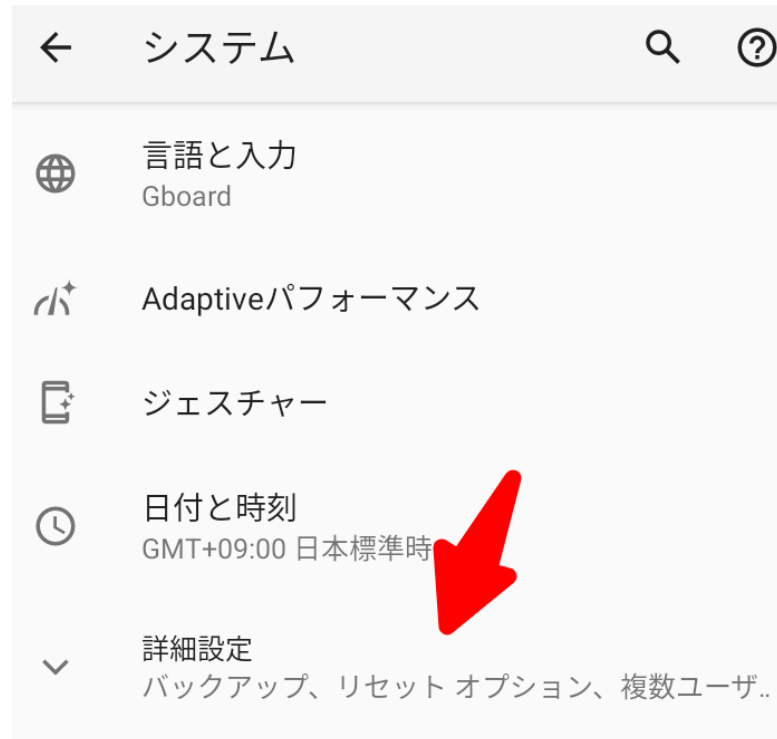 システム
言語と入力
Gboard
Adaptiveパフォーマンス
ジェスチャー
日付と時刻
GMT+09:00 日本標準時
詳細設定
バックアップ、リセット オプション、複数ユーザ..